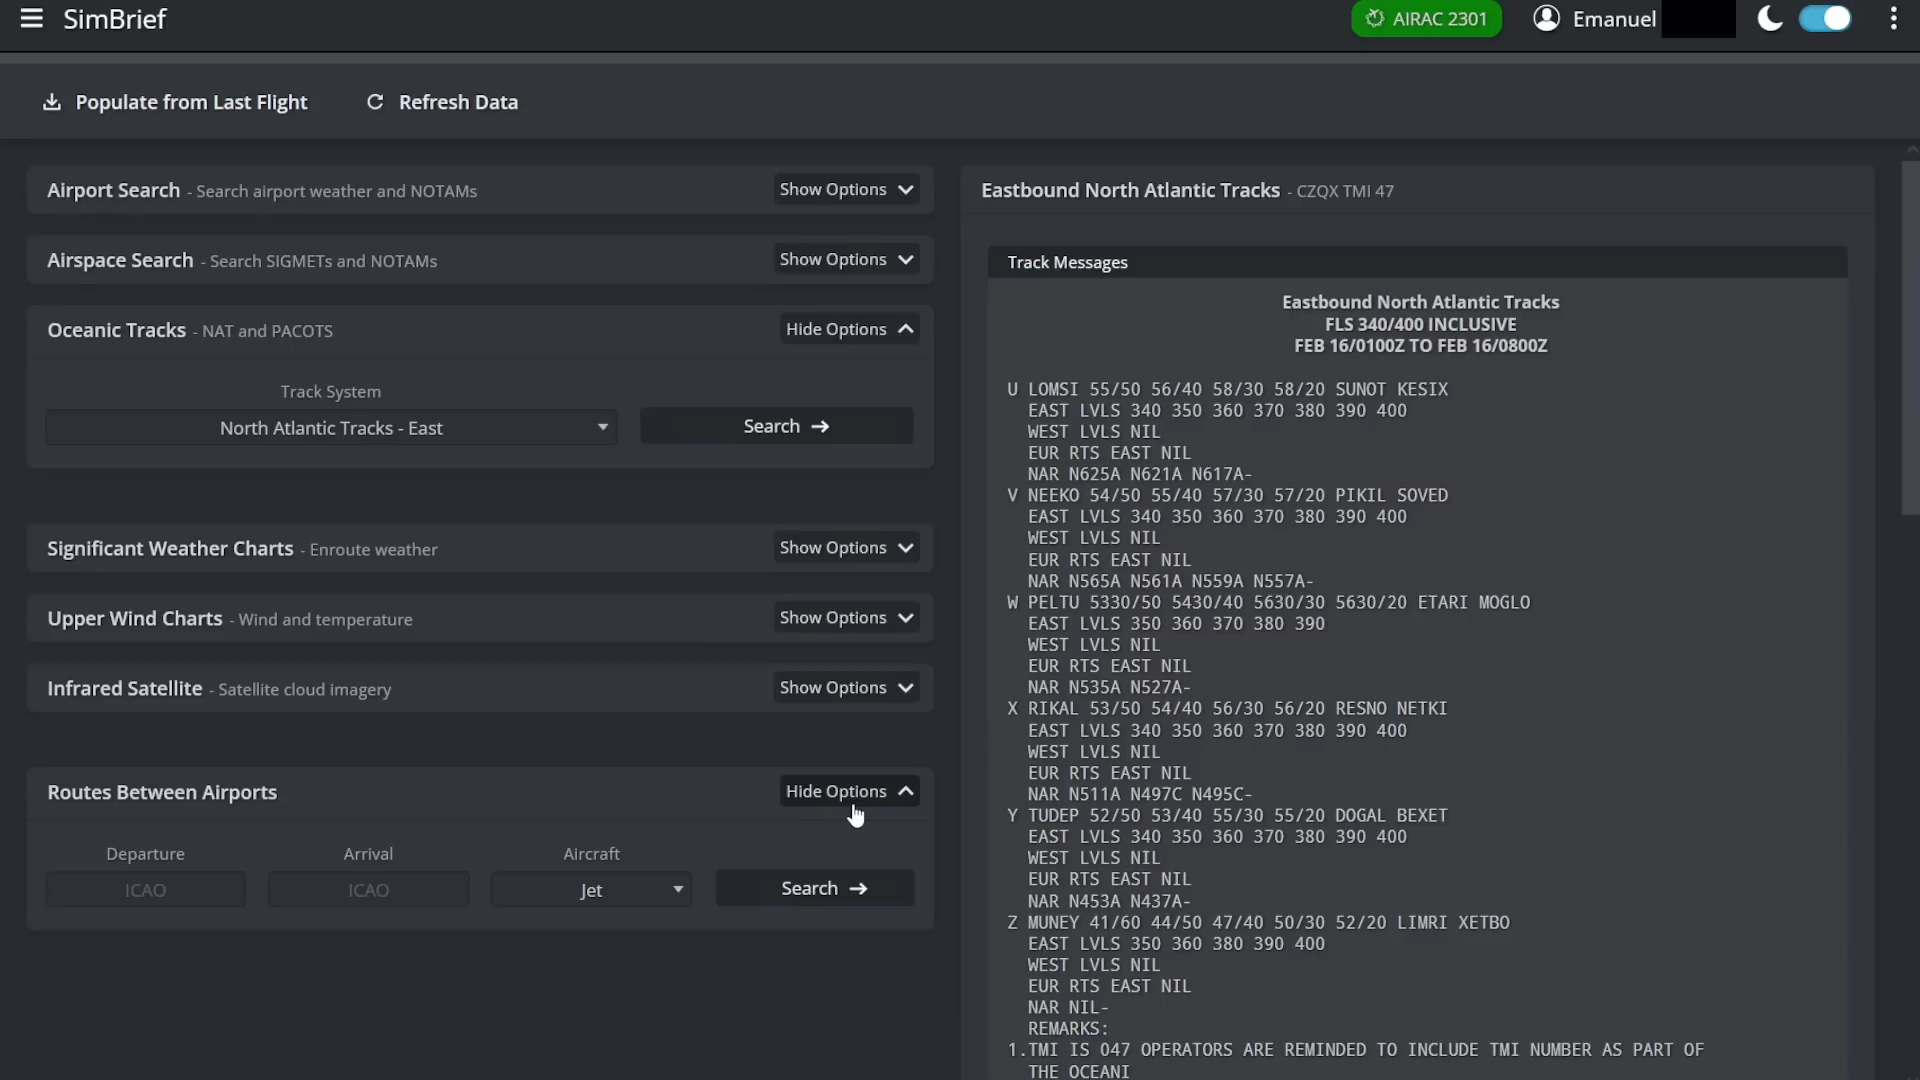 SimBrief
AIRAC 2301
Emanuel
Populate from Last Flight
Refresh Data
Airport Search - Search airport weather and NOTAMs
Show Options
Airspace Search - Search SIGMETs and NOTAMs
Show Options
Oceanic Tracks - NAT and PACOTS
Hide Options
Track System
North Atlantic Tracks - East
Search →
Significant Weather Charts - Enroute weather
Show Options
Upper Wind Charts - Wind and temperature
Show Options
Infrared Satellite - Satellite cloud imagery
Show Options
Routes Between Airports
Hide Options
Departure
Arrival
Aircraft
ICAO
ICAO
Jet
Search →
Eastbound North Atlantic Tracks - CZQX TMI 47
Track Messages
Eastbound North Atlantic Tracks
FLS 340/400 INCLUSIVE
FEB 16/0100Z TO FEB 16/0800Z
U LOMSI 55/50 56/40 58/30 58/20 SUNOT KESIX
EAST LVLS 340 350 360 370 380 390 400
WEST LVLS NIL
EUR RTS EAST NIL
NAR N625A N621A N617A-
V NEEKO 54/50 55/40 57/30 57/20 PIKIL SOVED
EAST LVLS 340 350 360 370 380 390 400
WEST LVLS NIL
EUR RTS EAST NIL
NAR N565A N561A N559A N557A-
W PELTU 5330/50 5430/40 5630/30 5630/20 ETARI MOGLO
EAST LVLS 350 360 370 380 390
WEST LVLS NIL
EUR RTS EAST NIL
NAR N535A N527A-
X RIKAL 53/50 54/40 56/30 56/20 RESNO NETKI
EAST LVLS 340 350 360 370 380 390 400
WEST LVLS NIL
EUR RTS EAST NIL
NAR N511A N497C N495C-
Y TUDEP 52/50 53/40 55/30 55/20 DOGAL BEXET
EAST LVLS 340 350 360 370 380 390 400
WEST LVLS NIL
EUR RTS EAST NIL
NAR N453A N437A-
Z MUNEY 41/60 44/50 47/40 50/30 52/20 LIMRI XETBO
EAST LVLS 350 360 380 390 400
WEST LVLS NIL
EUR RTS EAST NIL
NAR NIL-
REMARKS:
1.TMI IS 047 OPERATORS ARE REMINDED TO INCLUDE TMI NUMBER AS PART OF
THE OCEANI